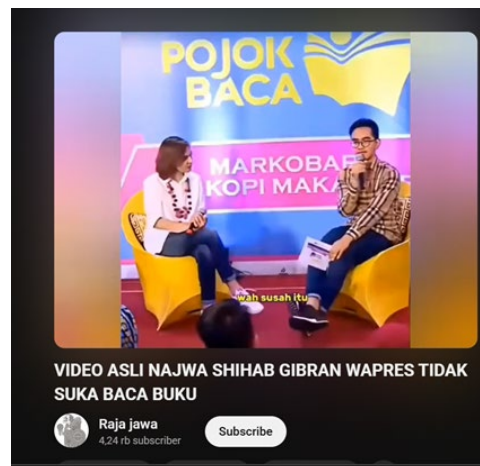 POJOK
BACA
MARKOBAR
KOPI MAKA
wah susah itu
VIDEO ASLI NAJWA SHIHAB GIBRAN WAPRES TIDAK
SUKA BACA BUKU
Raja jawa
4,24 rb subscriber
Subscribe